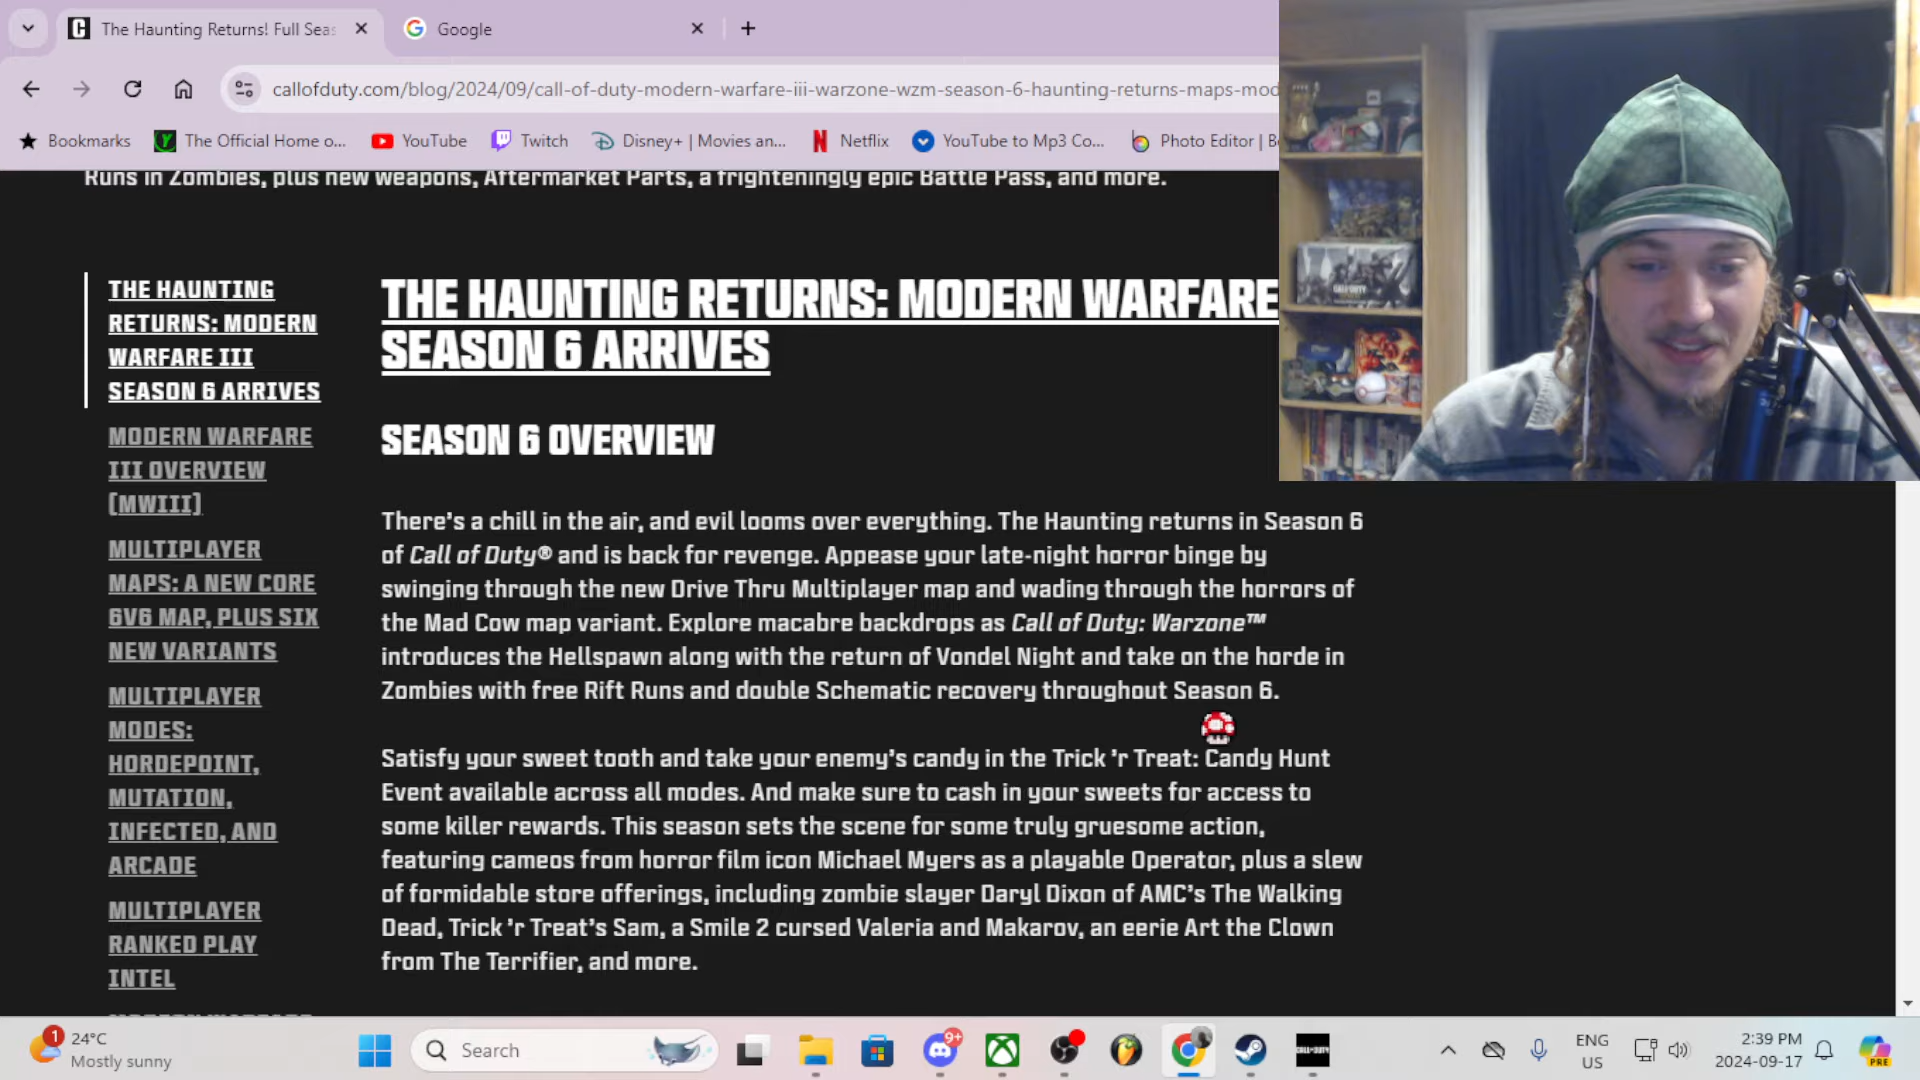 The Haunting Returns! Full Seas
Google
callofduty.com/blog/2024/09/call-of-duty-modern-warfare-iii-warzone-wzm-season-6-haunting-returns-maps-mod
Bookmarks
The Official Home o...
YouTube
Twitch
Disney+ | Movies an...
Netflix
YouTube to Mp3 Co...
Photo Editor | B
Runs in Zombies, plus new weapons, Aftermarket Parts, a frighteningly epic Battle Pass, and more.
THE HAUNTING
RETURNS: MODERN
WARFARE III
SEASON 6 ARRIVES
MODERN WARFARE
III OVERVIEW
[MWIII]
MULTIPLAYER
MAPS: A NEW CORE
6V6 MAP, PLUS SIX
NEW VARIANTS
MULTIPLAYER
MODES:
HORDEPOINT,
MUTATION,
INFECTED, AND
ARCADE
MULTIPLAYER
RANKED PLAY
INTEL
THE HAUNTING RETURNS: MODERN WARFARE
SEASON 6 ARRIVES
SEASON 6 OVERVIEW
There's a chill in the air, and evil looms over everything. The Haunting returns in Season 6
of Call of Duty® and is back for revenge. Appease your late-night horror binge by
swinging through the new Drive Thru Multiplayer map and wading through the horrors of
the Mad Cow map variant. Explore macabre backdrops as Call of Duty: Warzone™
introduces the Hellspawn along with the return of Vondel Night and take on the horde in
Zombies with free Rift Runs and double Schematic recovery throughout Season 6.
Satisfy your sweet tooth and take your enemy's candy in the Trick 'r Treat: Candy Hunt
Event available across all modes. And make sure to cash in your sweets for access to
some killer rewards. This season sets the scene for some truly gruesome action,
featuring cameos from horror film icon Michael Myers as a playable Operator, plus a slew
of formidable store offerings, including zombie slayer Daryl Dixon of AMC's The Walking
Dead, Trick 'r Treat's Sam, a Smile 2 cursed Valeria and Makarov, an eerie Art the Clown
from The Terrifier, and more.
1
24°C
Mostly sunny
Search
9+
CALL OF DUTY
ENG
US
2:39 PM
2024-09-17
PRE